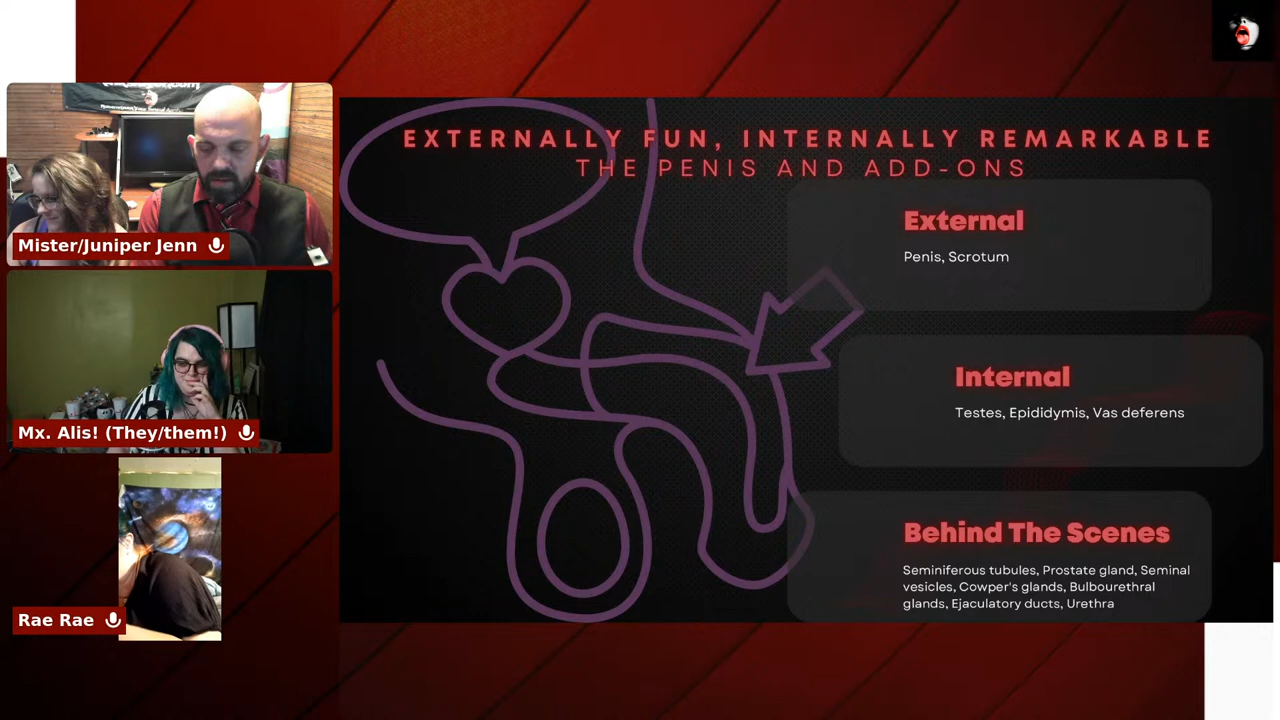 EXTERNALLY FUN, INTERNALLY REMARKABLE
THE PENIS AND ADD-ONS
External
Penis, Scrotum
Internal
Testes, Epididymis, Vas deferens
Behind The Scenes
Seminiferous tubules, Prostate gland, Seminal
vesicles, Cowper's glands, Bulbourethral
glands, Ejaculatory ducts, Urethra
Mister/Juniper Jenn
Mx. Alis! (They/them!)
Rae Rae